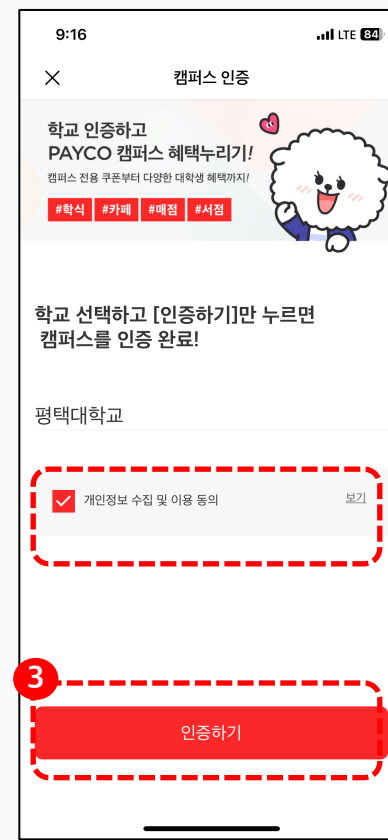 9:16
LTE 84
캠퍼스 인증
학교 인증하고
PAYCO 캠퍼스 혜택누리기!
캠퍼스 전용 쿠폰부터 다양한 대학생 혜택까지!
#학식 #카페 #매점 #서점
학교 선택하고 [인증하기]만 누르면
캠퍼스를 인증 완료!
평택대학교
개인정보 수집 및 이용 동의 보기
3
인증하기